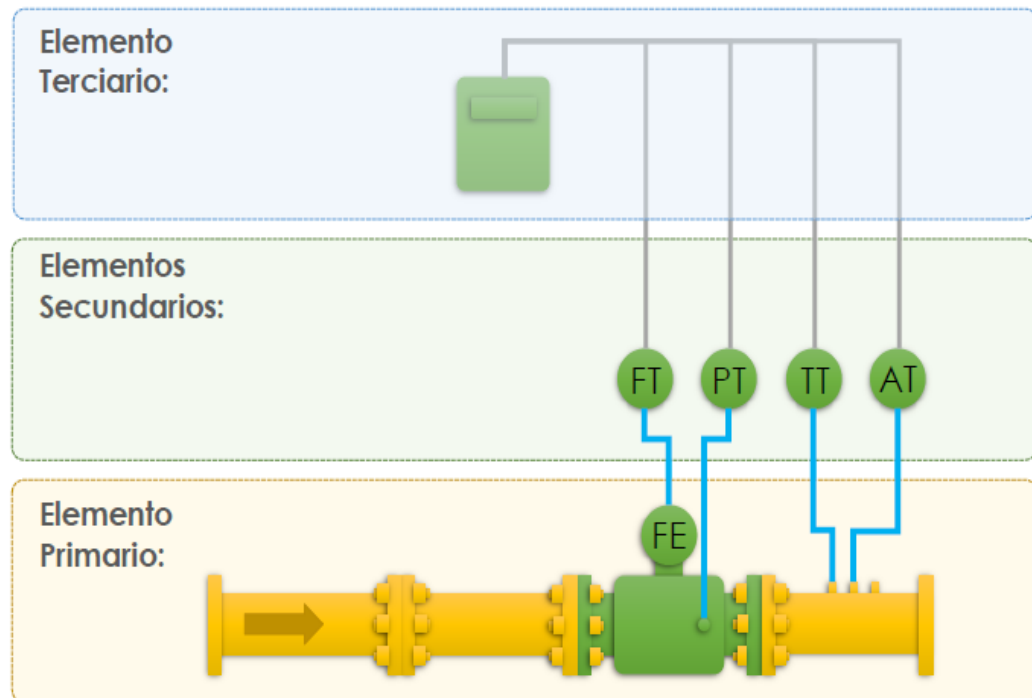 Elemento
Terciario:
Elementos
Secundarios:
FT PT TT AT
Elemento
Primario:
FE